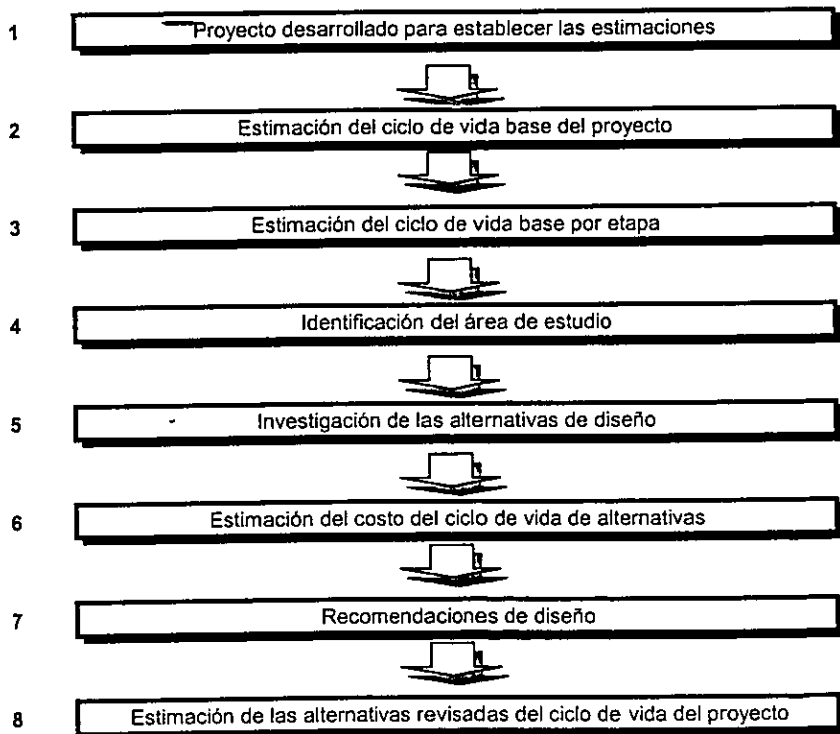 1 Proyecto desarrollado para establecer las estimaciones
2 Estimación del ciclo de vida base del proyecto
3 Estimación del ciclo de vida base por etapa
4 Identificación del área de estudio
5 Investigación de las alternativas de diseño
6 Estimación del costo del ciclo de vida de alternativas
7 Recomendaciones de diseño
8 Estimación de las alternativas revisadas del ciclo de vida del proyecto